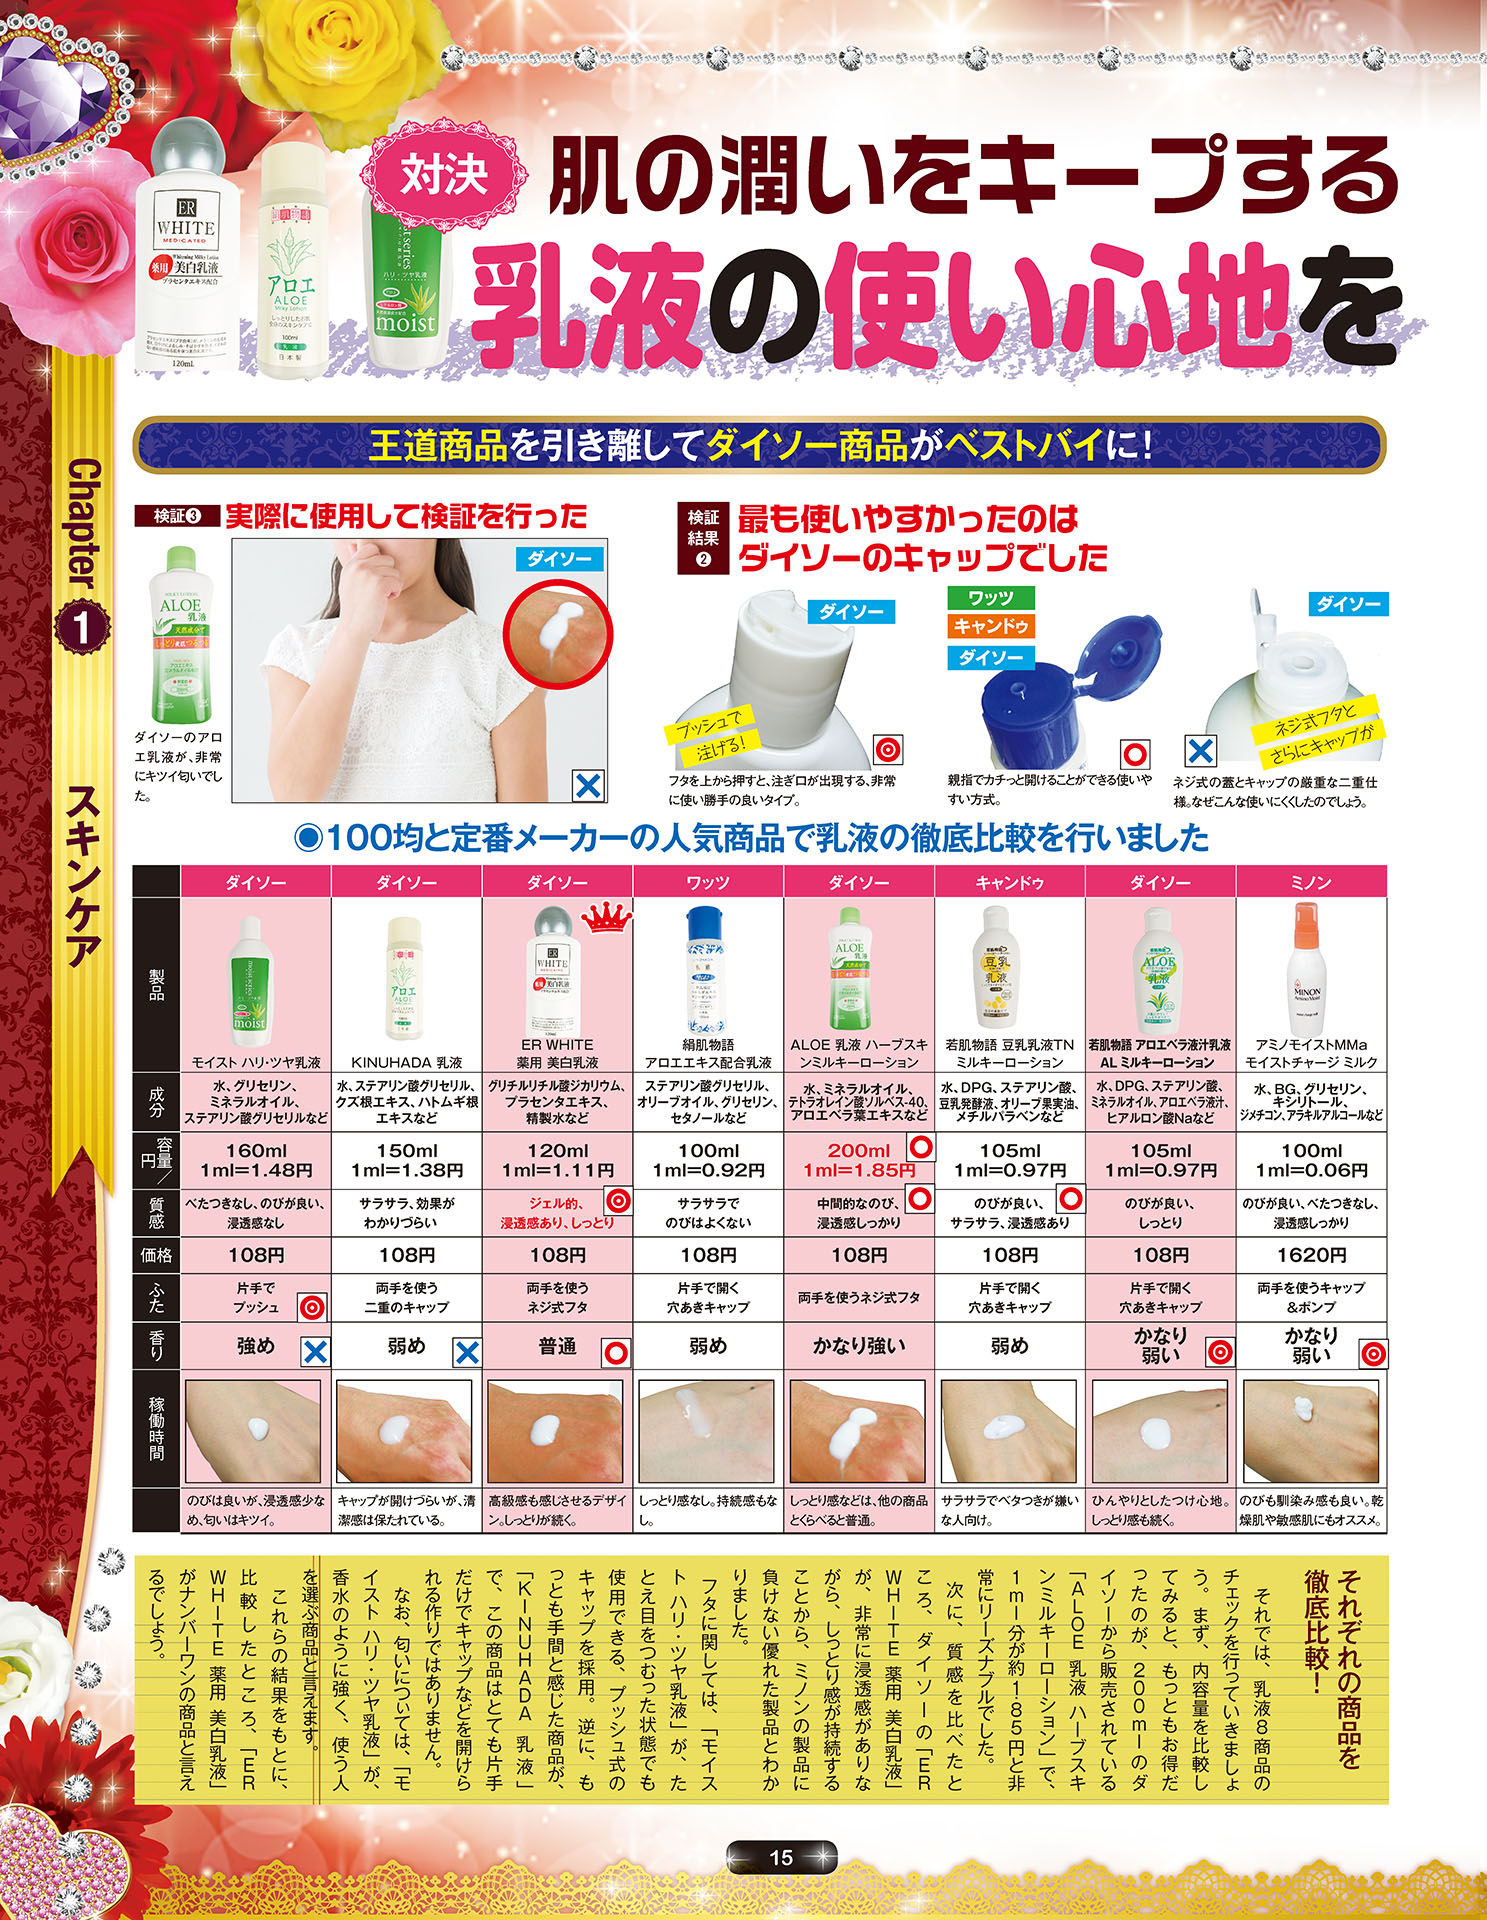 対決
肌の潤いをキープする
乳液の使い心地を
ER
WHITE
MEDICATED
Whitening Milky Lotion
薬用 美白乳液
プラセンタエキス配合
120mL
絹肌物語
アロエ
ALOE
Milky Lotion
100ml
乳液
日本製
ハリ・ツヤ乳液
moist
王道商品を引き離してダイソー商品がベストバイに!
Chapter
1
スキンケア
検証❸
実際に使用して検証を行った
ALOE
乳液
ダイソー
ダイソーのアロ
エ乳液が、非常
にキツイ匂いでし
た。
検証
結果
❷
最も使いやすかったのは
ダイソーのキャップでした
ダイソー
プッシュで
注げる!
フタを上から押すと、注ぎ口が出現する、非常
に使い勝手の良いタイプ。
ワッツ
キャンドゥ
ダイソー
親指でカチっと開けることができる使いや
すい方式。
ダイソー
ネジ式フタと
さらにキャップが
ネジ式の蓋とキャップの厳重な二重仕
様。なぜこんな使いにくくしたのでしょう。
◉100均と定番メーカーの人気商品で乳液の徹底比較を行いました
ダイソー ダイソー ダイソー ワッツ ダイソー キャンドゥ ダイソー ミノン
製品
モイスト ハリ・ツヤ乳液
KINUHADA 乳液
ER WHITE
薬用 美白乳液
絹肌物語
アロエエキス配合乳液
ALOE 乳液 ハーブスキ
ンミルキーローション
若肌物語 豆乳乳液TN
ミルキーローション
若肌物語 アロエベラ液汁乳液
AL ミルキーローション
アミノモイストMMa
モイストチャージ ミルク
成分
水、グリセリン、
ミネラルオイル、
ステアリン酸グリセリルなど
水、ステアリン酸グリセリル、
クズ根エキス、ハトムギ根
エキスなど
グリチルリチル酸ジカリウム、
プラセンタエキス、
精製水など
ステアリン酸グリセリル、
オリーブオイル、グリセリン、
セタノールなど
水、ミネラルオイル、
テトラオレイン酸ソルベス-40、
アロエベラ葉エキスなど
水、DPG、ステアリン酸、
豆乳発酵液、オリーブ果実油、
メチルパラベンなど
水、DPG、ステアリン酸、
ミネラルオイル、アロエベラ液汁、
ヒアルロン酸Naなど
水、BG、グリセリン、
キシリトール、
ジメチコン、アラキルアルコールなど
容量/円
160ml
1ml=1.48円
150ml
1ml=1.38円
120ml
1ml=1.11円
100ml
1ml=0.92円
200ml
1ml=1.85円
105ml
1ml=0.97円
105ml
1ml=0.97円
100ml
1ml=0.06円
質感
べたつきなし、のびが良い、
浸透感なし
サラサラ、効果が
わかりづらい
ジェル的、
浸透感あり、しっとり
サラサラで
のびはよくない
中間的なのび、
浸透感しっかり
のびが良い、
サラサラ、浸透感あり
のびが良い、
しっとり
のびが良い、べたつきなし、
浸透感しっかり
価格
108円 108円 108円 108円 108円 108円 108円 1620円
ふた
片手で
プッシュ
両手を使う
二重のキャップ
両手を使う
ネジ式フタ
片手で開く
穴あきキャップ
両手を使うネジ式フタ
片手で開く
穴あきキャップ
片手で開く
穴あきキャップ
両手を使うキャップ
&ポンプ
香り
強め
弱め
普通
弱め
かなり強い
弱め
かなり
弱い
かなり
弱い
稼働時間
のびは良いが、浸透感少な
め、匂いはキツイ。
キャップが開けづらいが、清
潔感は保たれている。
高級感も感じさせるデザイ
ン。しっとりが続く。
しっとり感なし。持続感もな
し。
しっとり感などは、他の商品
とくらべると普通。
サラサラでベタつきが嫌い
な人向け。
ひんやりとしたつけ心地。
しっとり感も続く。
のびも馴染み感も良い。乾
燥肌や敏感肌にもオススメ。
それぞれの商品を
徹底比較!
それでは、乳液8商品の
チェックを行っていきましょ
う。まず、内容量を比較し
てみると、もっともお得だ
ったのが、200mlのダ
イソーから販売されている
「ALOE 乳液 ハーブスキ
ンミルキーローション」で、
1ml分が約1・85円と非
常にリーズナブルでした。
次に、質感を比べたと
ころ、ダイソーの「ER
WHITE 薬用 美白乳液」
が、非常に浸透感がありな
がら、しっとり感が持続する
ことから、ミノンの製品に
負けない優れた製品とわか
りました。
フタに関しては、「モイス
ト ハリ・ツヤ乳液」が、た
とえ目をつむった状態でも
使用できる、プッシュ式の
キャップを採用。逆に、も
っとも手間と感じた商品が、
「KINUHADA 乳液」
で、この商品はとても片手
だけでキャップなどを開けら
れる作りではありません。
なお、匂いについては、「モ
イスト ハリ・ツヤ乳液」が、
香水のように強く、使う人
を選ぶ商品と言えます。
これらの結果をもとに、
比較したところ、「ER
WHITE 薬用 美白乳液」
がナンバーワンの商品と言え
るでしょう。
15